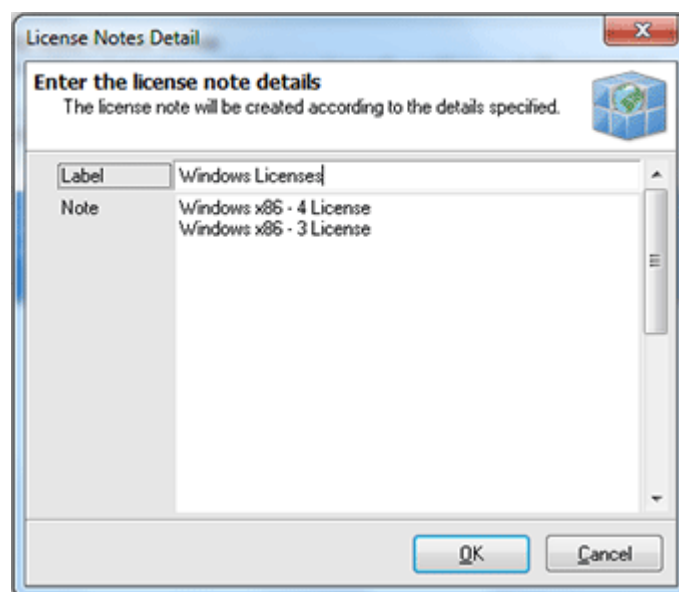 License Notes Detail
Enter the license note details
The license note will be created according to the details specified.
Label Windows Licenses
Note Windows x86 - 4 License
Windows x86 - 3 License
OK Cancel